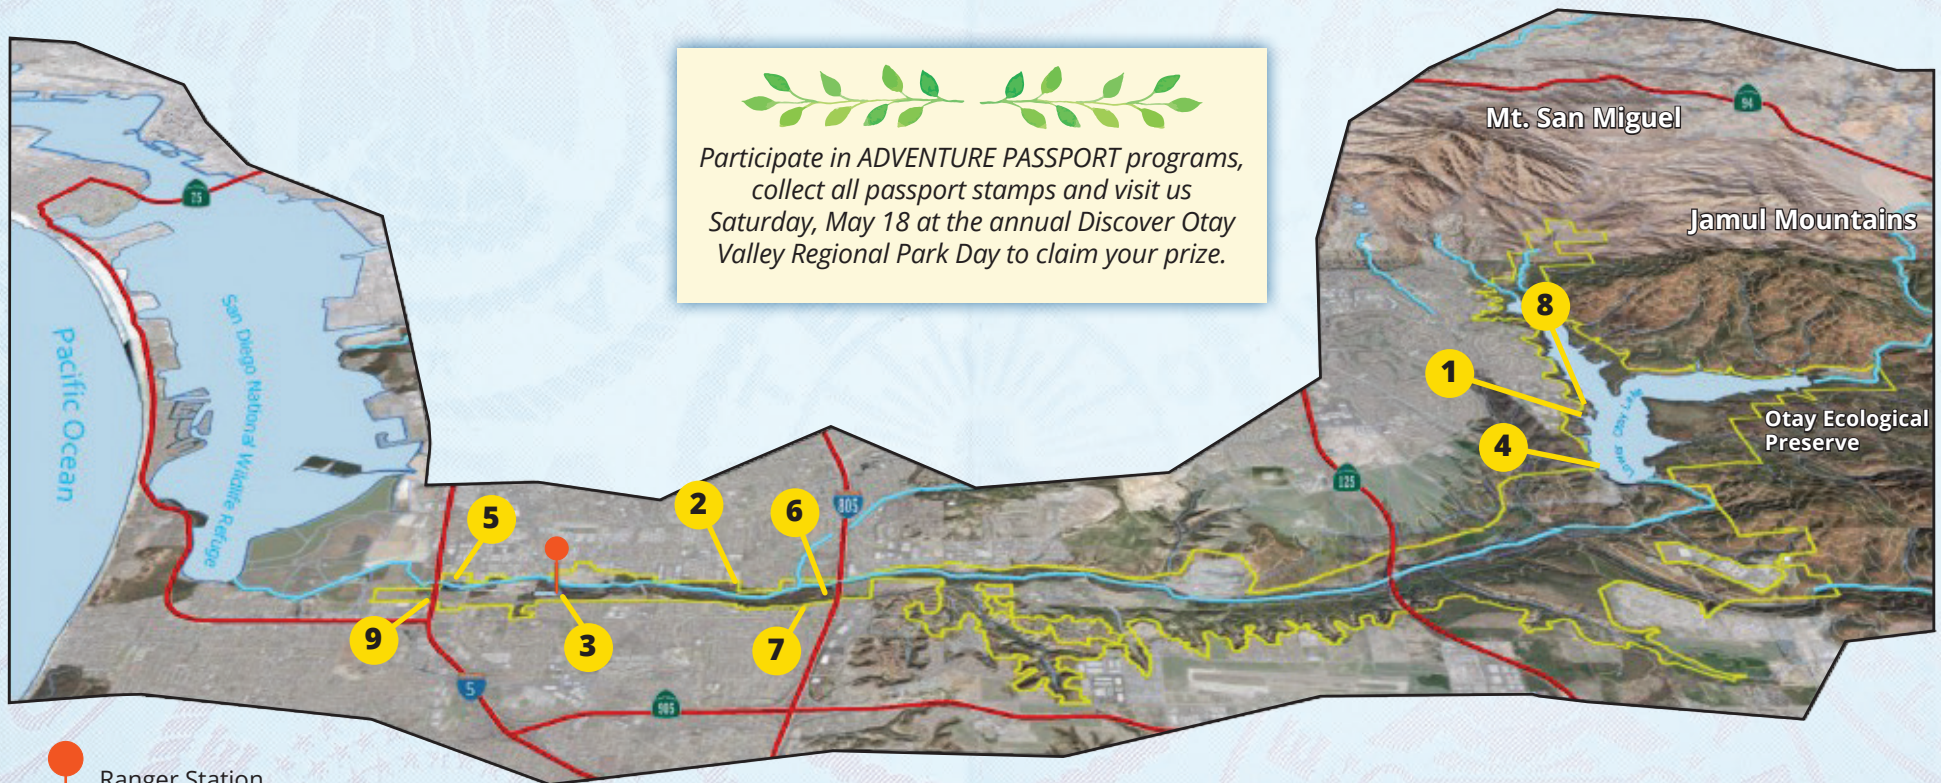 Participate in ADVENTURE PASSPORT programs,
collect all passport stamps and visit us
Saturday, May 18 at the annual Discover Otay
Valley Regional Park Day to claim your prize.
94
Mt. San Miguel
75
Jamul Mountains
Pacific Ocean
San Diego National Wildlife Refuge
8
1
Lower Otay Lake
Otay Ecological
Preserve
4
125
2
805
6
5
9
3
7
5
905
Ranger Station